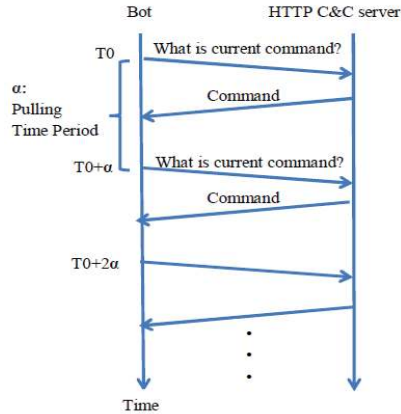 Bot
HTTP C&C server
T0
What is current command?
α:
Pulling
Time Period
Command
T0+α
What is current command?
Command
T0+2α
Time